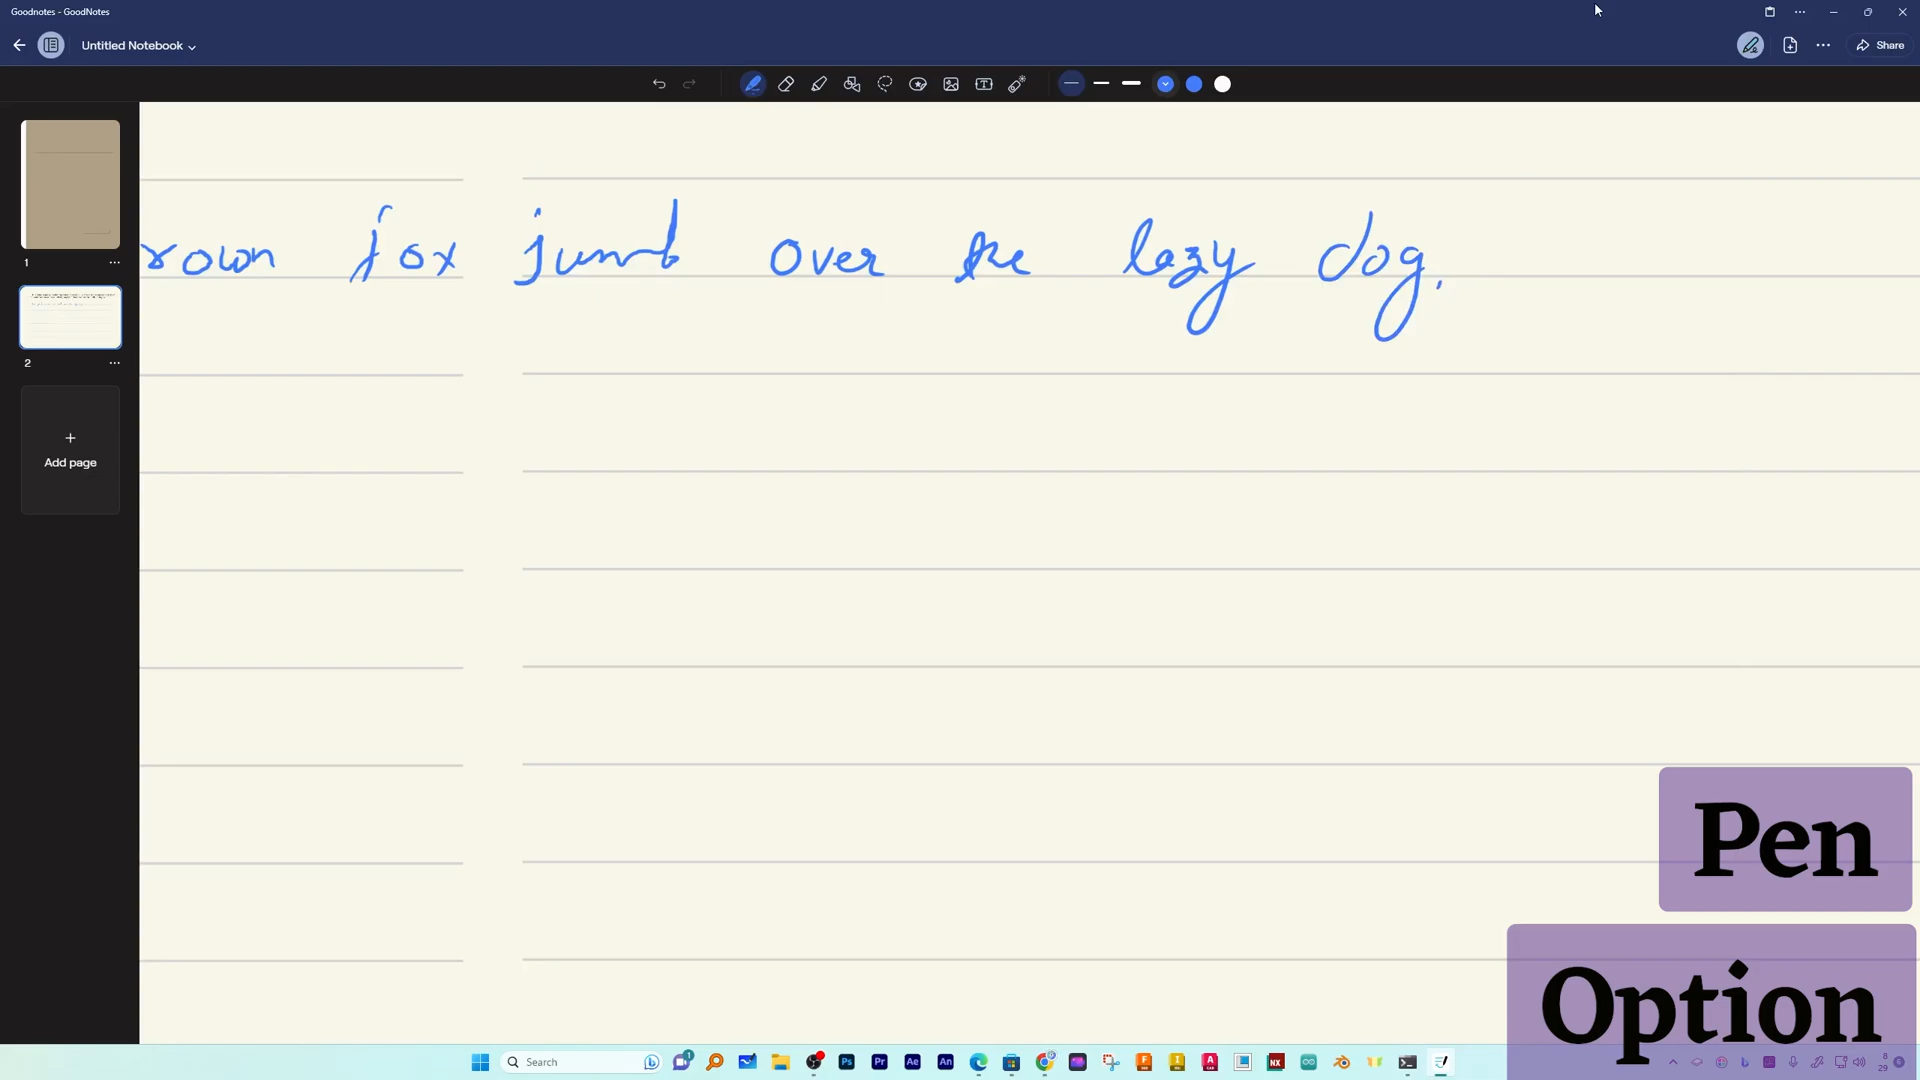 Goodnotes - GoodNotes
Untitled Notebook
Share
1
2
Add page
rown fox jumb over the lazy dog.
Pen
Option
Search